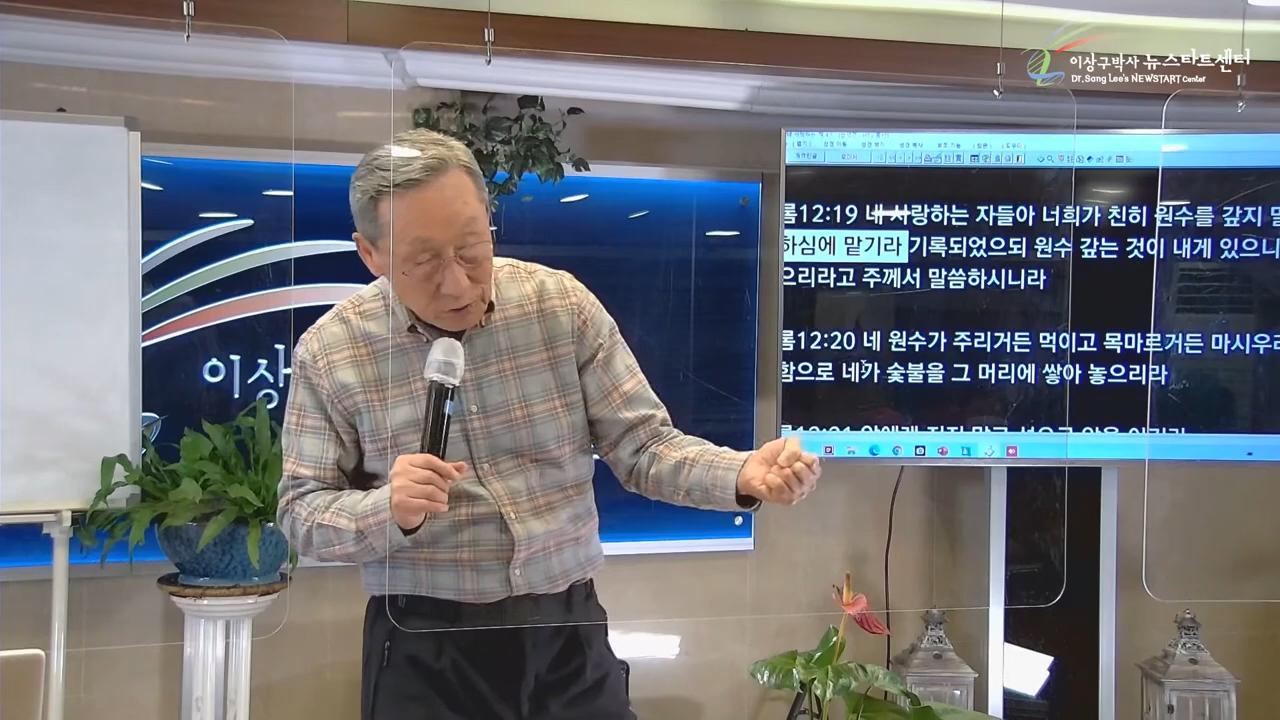 이상구박사 뉴스타트센터
Dr. Sang Lee's NEWSTART Center
이상
롬12:19 네 사랑하는 자들아 너희가 친히 원수를 갚지 말
하심에 맡기라 기록되었으되 원수 갚는 것이 내게 있으니
으리라고 주께서 말씀하시니라
롬12:20 네 원수가 주리거든 먹이고 목마르거든 마시우라
함으로 네가 숯불을 그 머리에 쌓아 놓으리라